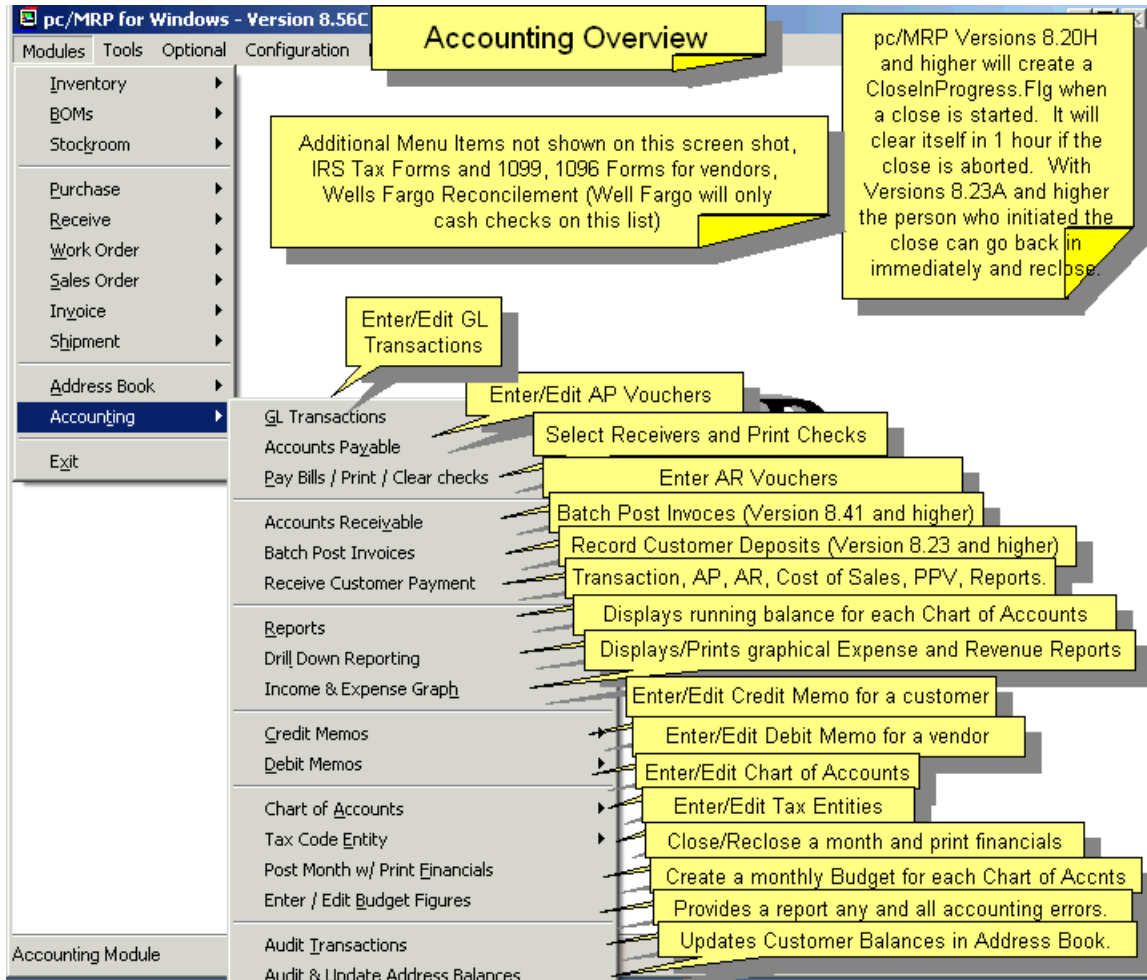 pc/MRP for Windows - Version 8.56C
Modules Tools Optional Configuration
Accounting Overview
pc/MRP Versions 8.20H
and higher will create a
CloseInProgress.Flg when
a close is started. It will
clear itself in 1 hour if the
close is aborted. With
Versions 8.23A and higher
the person who initiated the
close can go back in
immediately and reclose.
Additional Menu Items not shown on this screen shot,
IRS Tax Forms and 1099, 1096 Forms for vendors,
Wells Fargo Reconcilement (Well Fargo will only
cash checks on this list)
Inventory
BOMs
Stockroom
Purchase
Receive
Work Order
Sales Order
Invoice
Shipment
Address Book
Accounting
Exit
Enter/Edit GL
Transactions
Enter/Edit AP Vouchers
Select Receivers and Print Checks
Enter AR Vouchers
Batch Post Invoces (Version 8.41 and higher)
Record Customer Deposits (Version 8.23 and higher)
Transaction, AP, AR, Cost of Sales, PPV, Reports.
Displays running balance for each Chart of Accounts
Displays/Prints graphical Expense and Revenue Reports
Enter/Edit Credit Memo for a customer
Enter/Edit Debit Memo for a vendor
Enter/Edit Chart of Accounts
Enter/Edit Tax Entities
Close/Reclose a month and print financials
Create a monthly Budget for each Chart of Accnts
Provides a report any and all accounting errors.
Updates Customer Balances in Address Book.
GL Transactions
Accounts Payable
Pay Bills / Print / Clear checks
Accounts Receivable
Batch Post Invoices
Receive Customer Payment
Reports
Drill Down Reporting
Income & Expense Graph
Credit Memos
Debit Memos
Chart of Accounts
Tax Code Entity
Post Month w/ Print Financials
Enter / Edit Budget Figures
Audit Transactions
Audit & Update Address Balances
Accounting Module